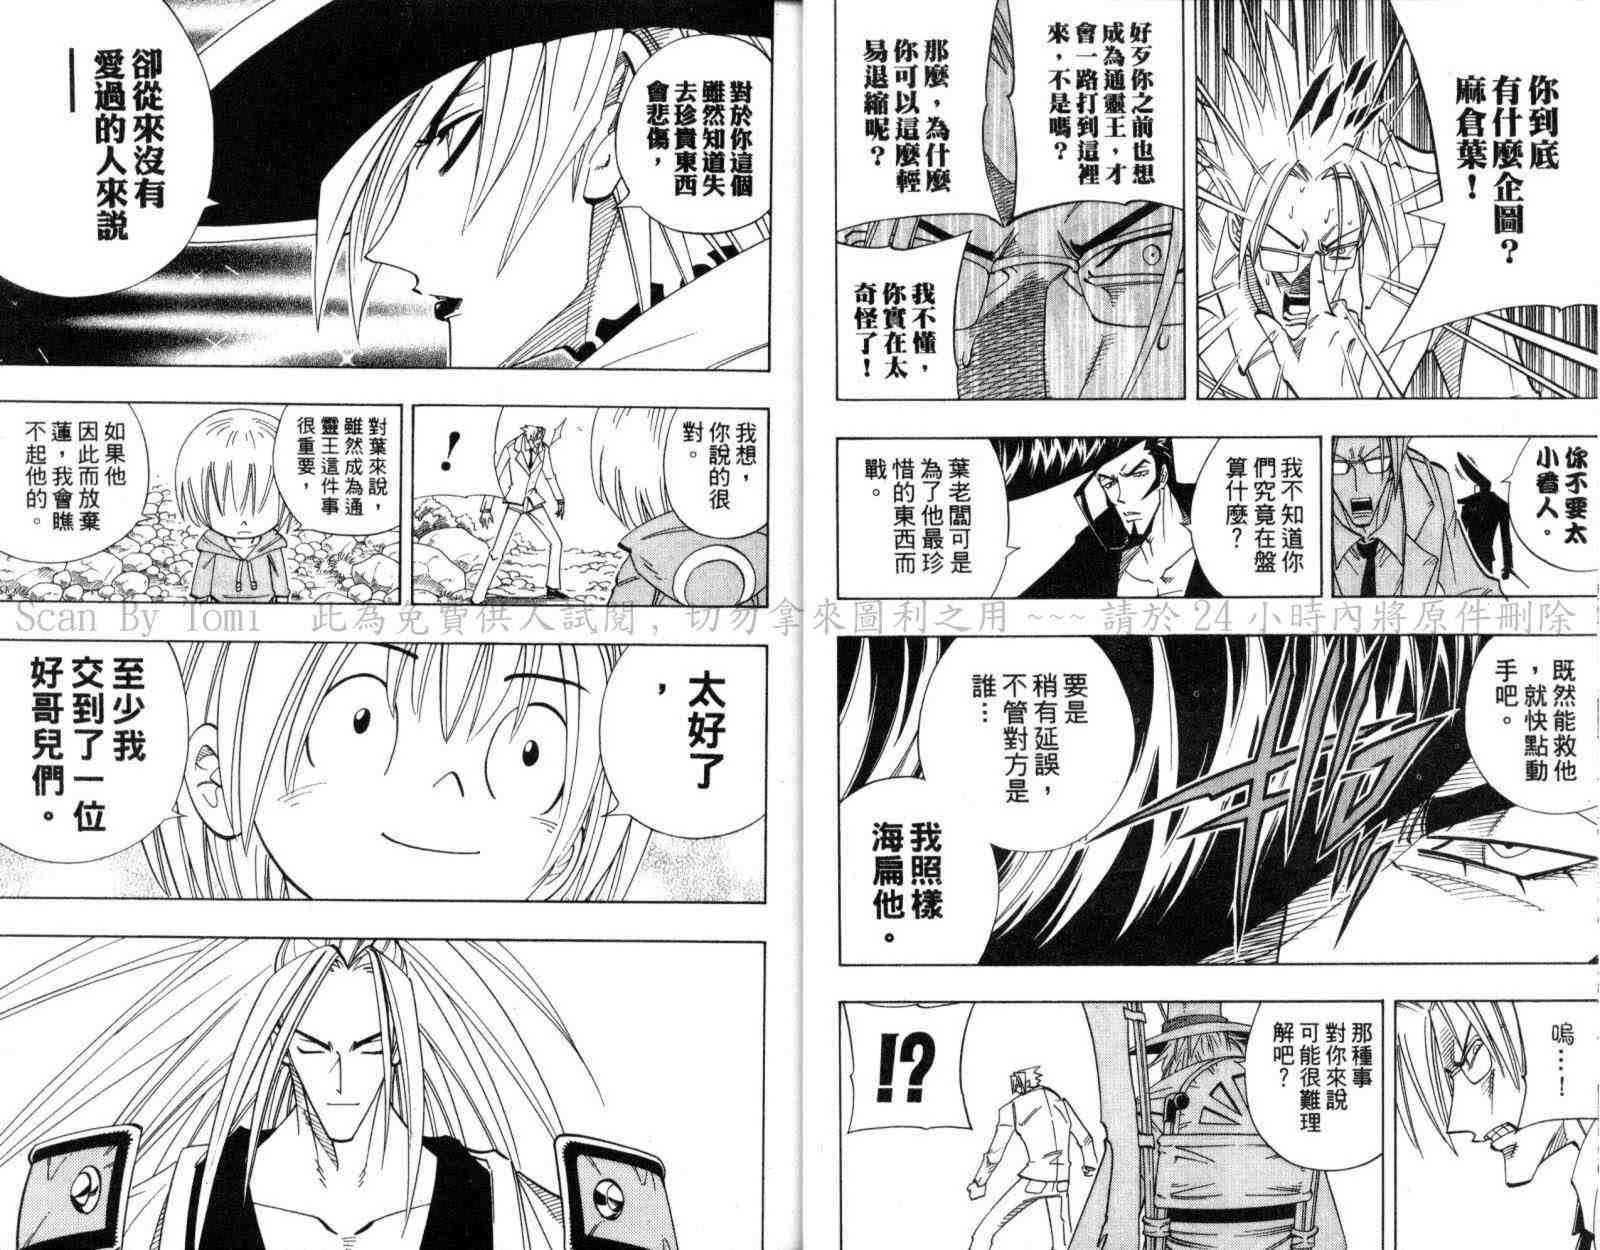 你到底
有什麼企圖？
麻倉葉！
好歹你之前也想
成為通靈王，才
會一路打到這裡
來，不是嗎？
那麼，為什麼
你可以這麼輕
易退縮呢？
我不懂，
你實在太
奇怪了！
你不要太
小看人。
我不知道你
們究竟在盤
算什麼？
葉老闆可是
為了他最珍
惜的東西而
戰。
既然能救他
，就快點動
手吧。
要是
稍有延誤，
不管對方是
誰…
我照樣
海扁他。
ギロ
嗚…！
那種事
對你來說
可能很難理
解吧？
!?
對於你這個
雖然知道失
去珍貴東西
會悲傷，
卻從來沒有
愛過的人來說
——
我想，
你說的很
對。
！
對葉來說，
雖然成為通
靈王這件事
很重要，
如果他
因此而放棄
蓮，我會瞧
不起他的。
太好了
，
至少我
交到了一位
好哥兒們。
Scan By Tomi 此為免費供人試閱，切勿拿來圖利之用 ~~~ 請於 24 小時內將原件刪除